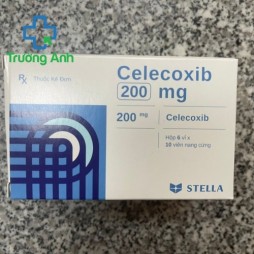 Trường Anh
Rx Thuốc Kê Đơn
Celecoxib
200 mg
200 mg
Celecoxib
Hộp 6 vỉ x
10 viên nang cứng
STELLA